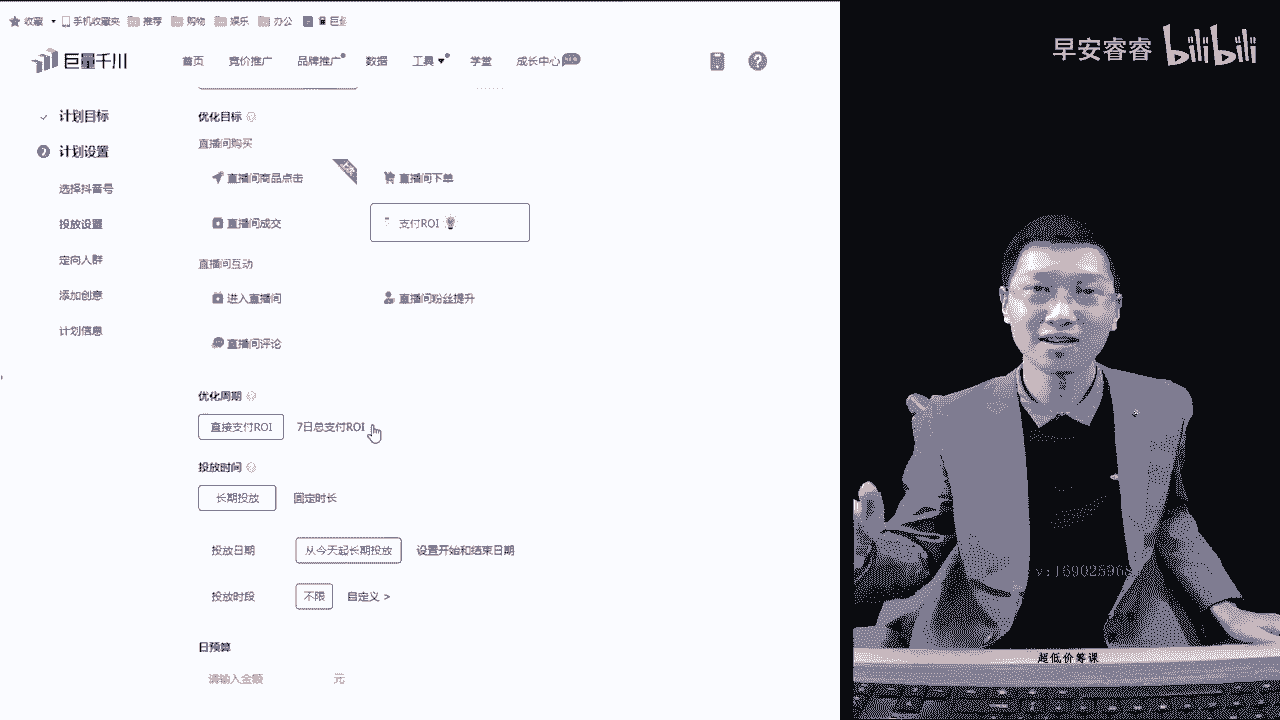 收藏 手机收藏夹 推荐 购物 娱乐 办公
巨量千川 首页 竞价推广 品牌推广 数据 工具 学堂 成长中心
早安睿睿 bilibili
计划目标
2 计划设置
选择抖音号
投放设置
定向人群
添加创意
计划信息
优化目标
直播间购买
直播间商品点击 直播间下单
直播间成交 支付ROI
直播间互动
进入直播间 直播间粉丝提升
直播间评论
优化周期
直接支付ROI 7日总支付ROI
投放时间
长期投放 固定时长
投放日期 从今天起长期投放 设置开始和结束日期
投放时段 不限 自定义 >
日预算
请输入金额 元
超低价筹课